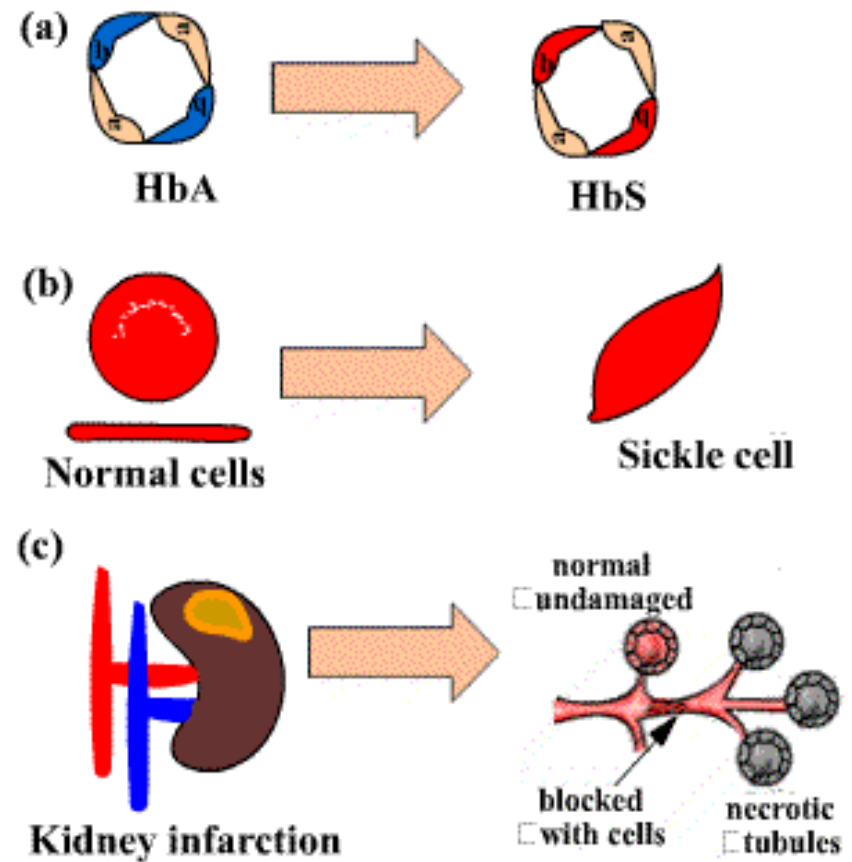 (a)
b a
a b
HbA
b a
a b
HbS
(b)
Normal cells
Sickle cell
(c)
normal
undamaged
blocked
with cells
necrotic
tubules
Kidney infarction